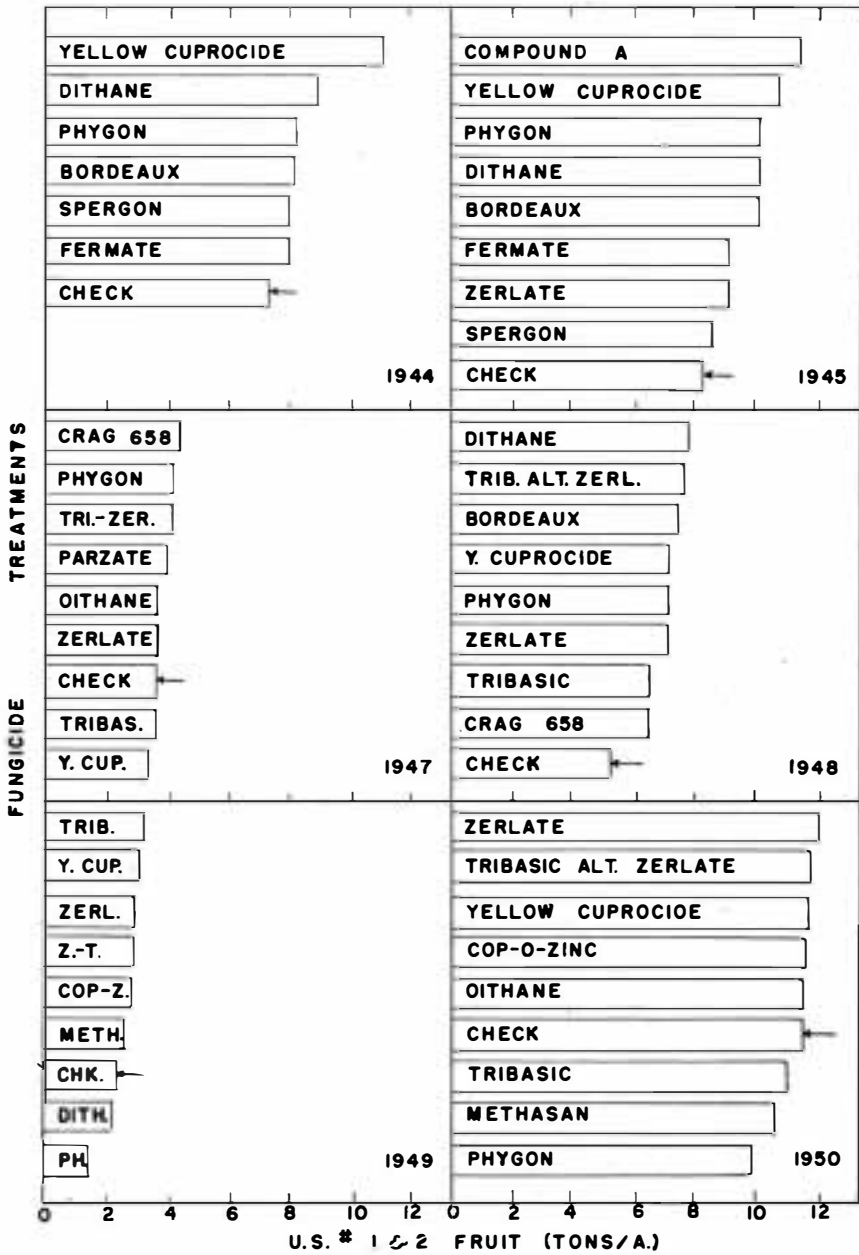 YELLOW CUPROCIDE
DITHANE
PHYGON
BORDEAUX
SPERGON
FERMATE
CHECK
1944
COMPOUND A
YELLOW CUPROCIDE
PHYGON
DITHANE
BORDEAUX
FERMATE
ZERLATE
SPERGON
CHECK
1945
FUNGICIDE TREATMENTS
CRAG 658
PHYGON
TRI.-ZER.
PARZATE
OITHANE
ZERLATE
CHECK
TRIBAS.
Y. CUP.
1947
DITHANE
TRIB. ALT. ZERL.
BORDEAUX
Y. CUPROCIDE
PHYGON
ZERLATE
TRIBASIC
CRAG 658
CHECK
1948
TRIB.
Y. CUP.
ZERL.
Z.-T.
COP-Z.
METH.
CHK.
DITH.
PH.
1949
ZERLATE
TRIBASIC ALT. ZERLATE
YELLOW CUPROCIOE
COP-O-ZINC
OITHANE
CHECK
TRIBASIC
METHASAN
PHYGON
1950
0 2 4 6 8 10 12 0 2 4 6 8 10 12
U.S. # 1 & 2 FRUIT (TONS/A.)